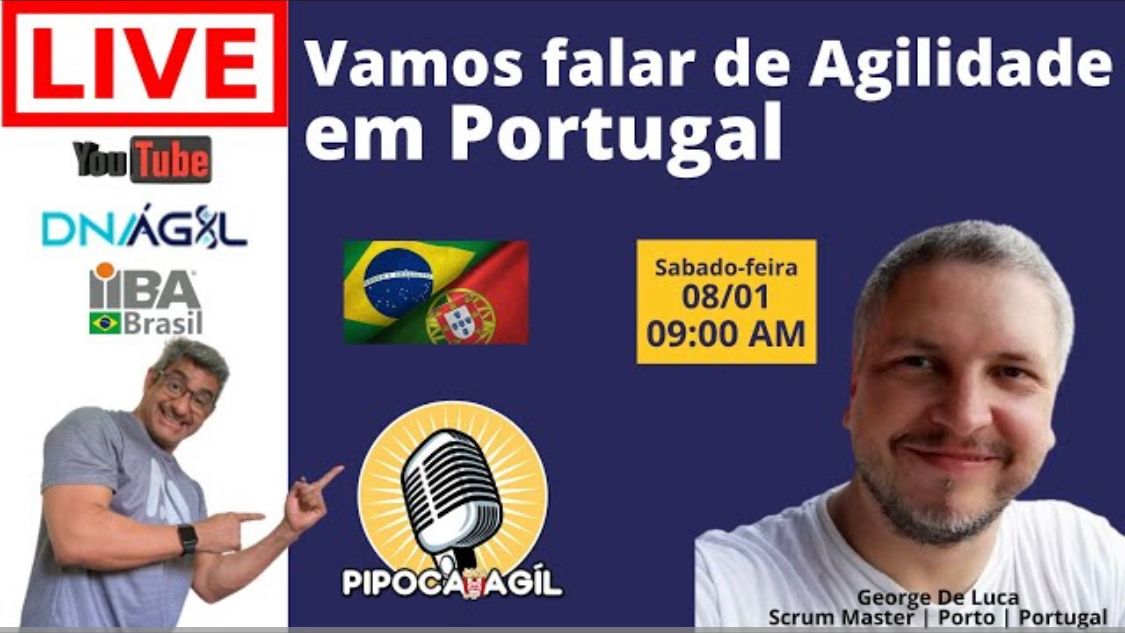 LIVE
Vamos falar de Agilidade
em Portugal
YouTube
DNÁGIL
iiBA®
Brasil
Sabado-feira
08/01
09:00 AM
PIPOCA AGÍL
George De Luca
Scrum Master | Porto | Portugal